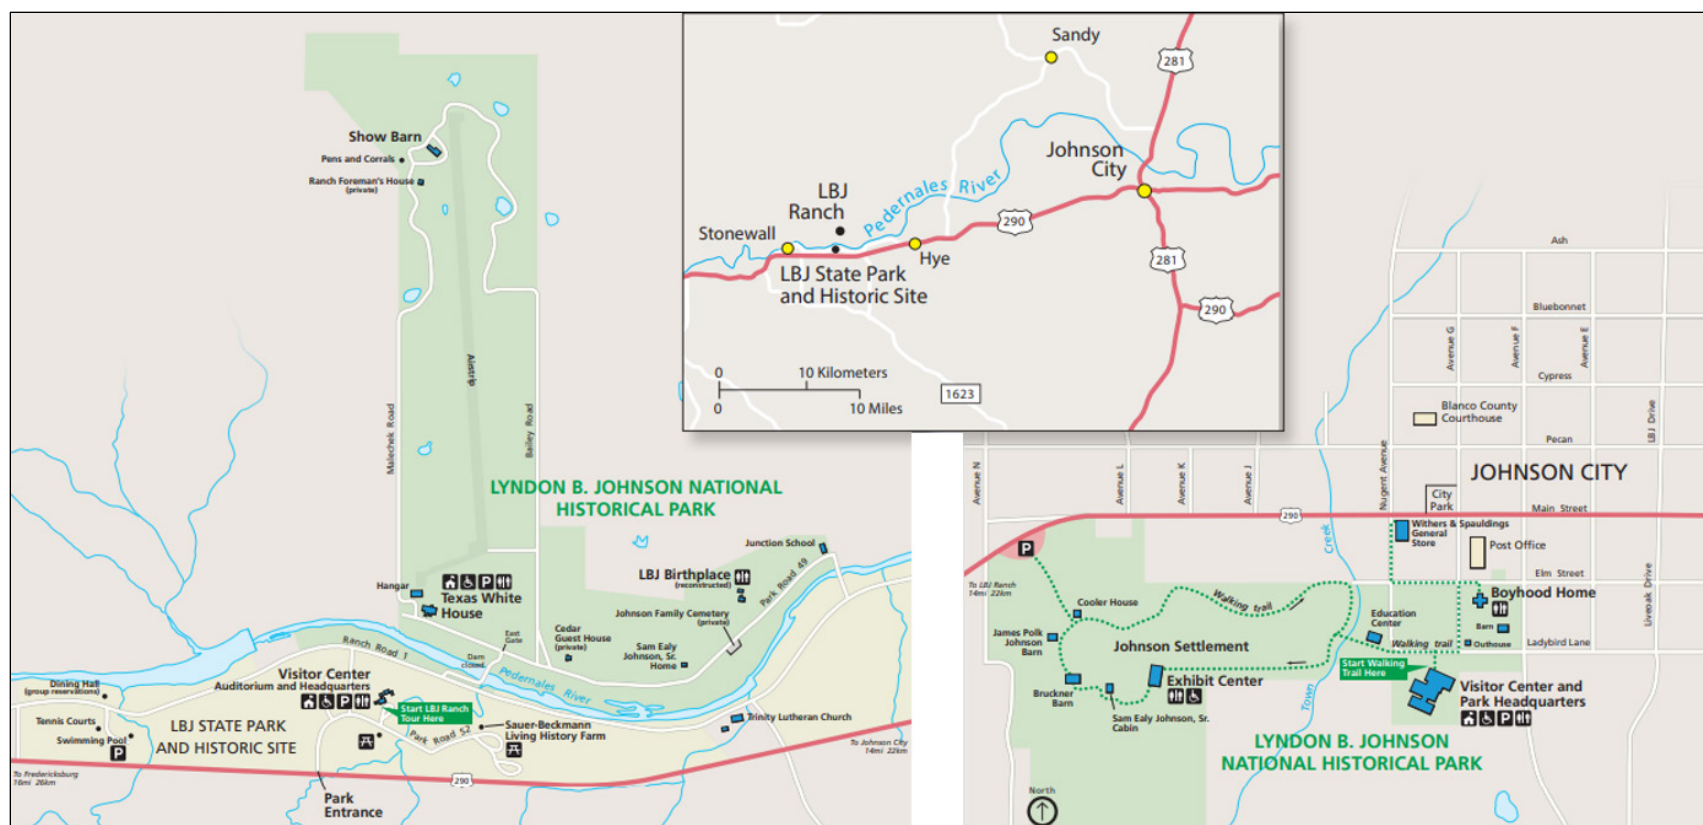 Show Barn
Pens and Corrals
Ranch Foreman's House
(private)
Malechek Road
Airstrip
Bailey Road
LYNDON B. JOHNSON NATIONAL
HISTORICAL PARK
Junction School
LBJ Birthplace
(reconstructed)
Park Road 49
Johnson Family Cemetery
(private)
Hangar
P
Texas White
House
East
Gate
Cedar
Guest House
(private)
Sam Ealy
Johnson, Sr.
Home
Ranch Road 1
Dam
closed
Pedernales River
Visitor Center
Auditorium and Headquarters
P
Start LBJ Ranch
Tour Here
Dining Hall
(group reservations)
Tennis Courts
Swimming Pool
P
LBJ STATE PARK
AND HISTORIC SITE
Park Road 52
Sauer-Beckmann
Living History Farm
Trinity Lutheran Church
To Johnson City
14mi 22km
To Fredericksburg
16mi 26km
290
Park
Entrance
Sandy
281
Johnson
City
Pedernales River
LBJ
Ranch
290
Stonewall
Hye
281
LBJ State Park
and Historic Site
290
0
10 Kilometers
0
10 Miles
1623
Ash
Bluebonnet
Avenue G
Avenue F
Avenue E
Cypress
Blanco County
Courthouse
LBJ Drive
Pecan
Avenue N
Avenue L
Avenue K
Avenue J
Nugent Avenue
JOHNSON CITY
City
Park
Main Street
290
Withers & Spauldings
General
Store
Post Office
P
Creek
To LBJ Ranch
14mi 22km
Elm Street
Boyhood Home
Walking trail
Cooler House
Education
Center
Barn
Liveoak Drive
James Polk
Johnson
Barn
Johnson Settlement
Walking trail
Outhouse
Ladybird Lane
Start Walking
Trail Here
Exhibit Center
Bruckner
Barn
Town
Visitor Center and
Park Headquarters
P
Sam Ealy Johnson, Sr.
Cabin
LYNDON B. JOHNSON
NATIONAL HISTORICAL PARK
North